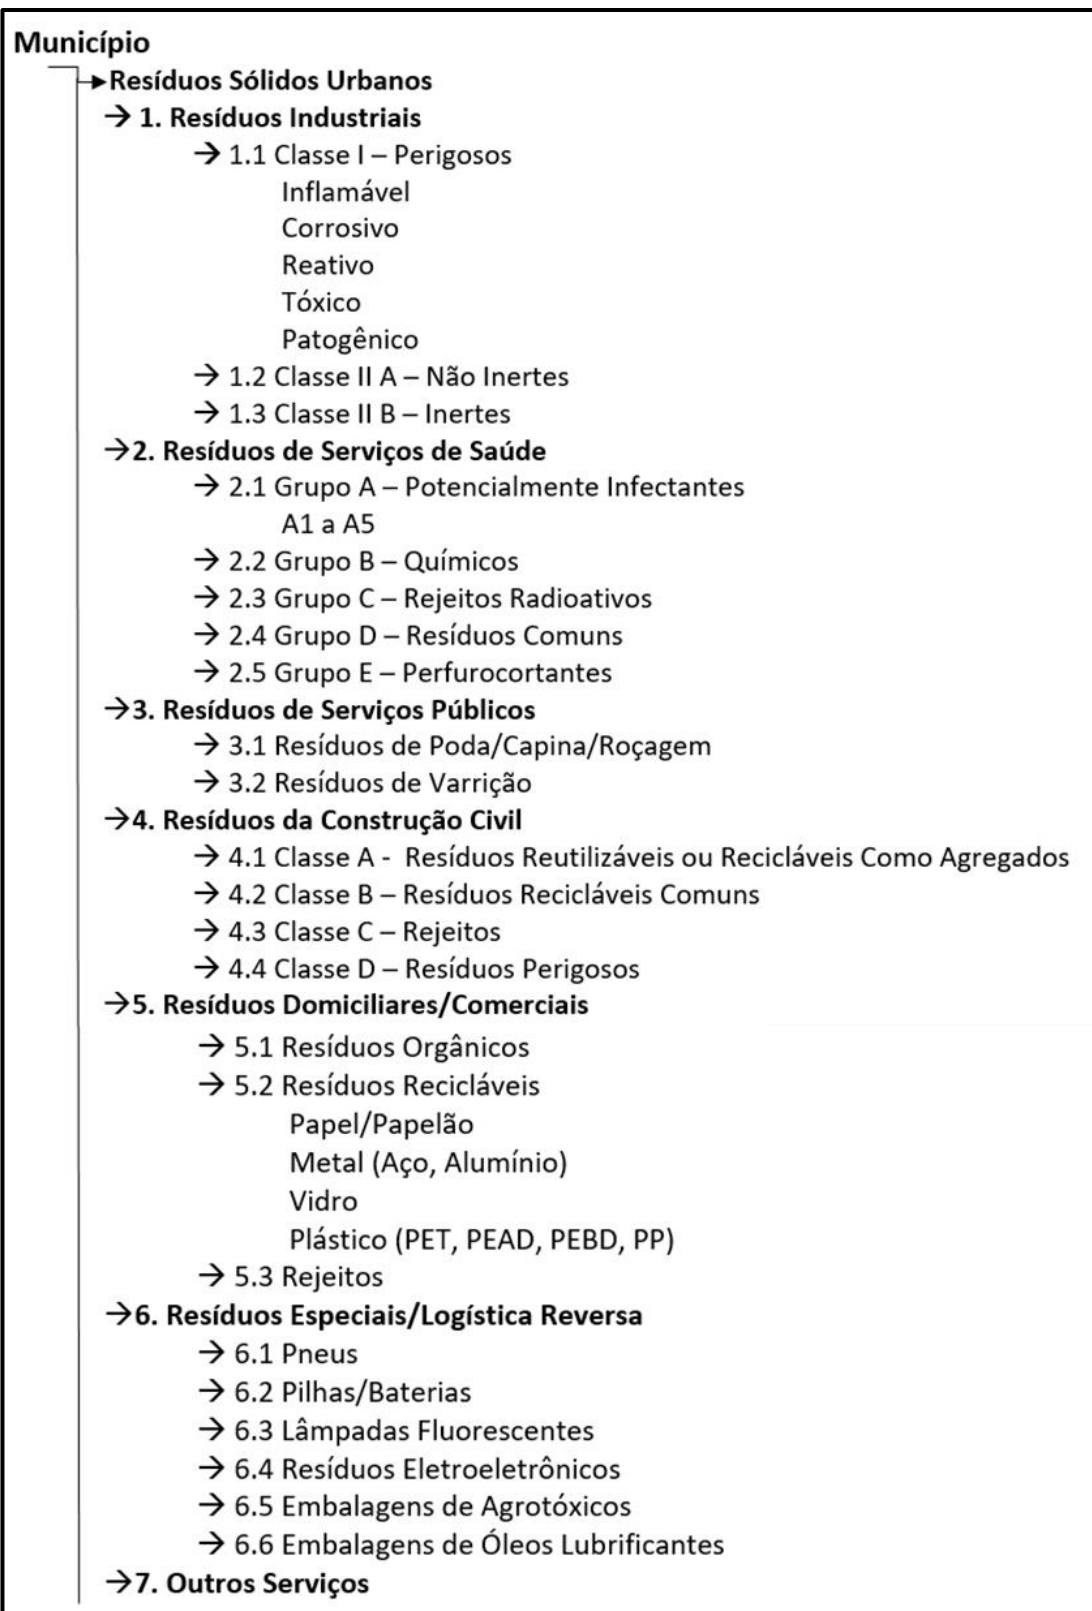 Município
Resíduos Sólidos Urbanos
→ 1. Resíduos Industriais
→ 1.1 Classe I – Perigosos
Inflamável
Corrosivo
Reativo
Tóxico
Patogênico
→ 1.2 Classe II A – Não Inertes
→ 1.3 Classe II B – Inertes
→2. Resíduos de Serviços de Saúde
→ 2.1 Grupo A – Potencialmente Infectantes
A1 a A5
→ 2.2 Grupo B – Químicos
→ 2.3 Grupo C – Rejeitos Radioativos
→ 2.4 Grupo D – Resíduos Comuns
→ 2.5 Grupo E – Perfurocortantes
→3. Resíduos de Serviços Públicos
→ 3.1 Resíduos de Poda/Capina/Roçagem
→ 3.2 Resíduos de Varrição
→4. Resíduos da Construção Civil
→ 4.1 Classe A - Resíduos Reutilizáveis ou Recicláveis Como Agregados
→ 4.2 Classe B – Resíduos Recicláveis Comuns
→ 4.3 Classe C – Rejeitos
→ 4.4 Classe D – Resíduos Perigosos
→5. Resíduos Domiciliares/Comerciais
→ 5.1 Resíduos Orgânicos
→ 5.2 Resíduos Recicláveis
Papel/Papelão
Metal (Aço, Alumínio)
Vidro
Plástico (PET, PEAD, PEBD, PP)
→ 5.3 Rejeitos
→6. Resíduos Especiais/Logística Reversa
→ 6.1 Pneus
→ 6.2 Pilhas/Baterias
→ 6.3 Lâmpadas Fluorescentes
→ 6.4 Resíduos Eletroeletrônicos
→ 6.5 Embalagens de Agrotóxicos
→ 6.6 Embalagens de Óleos Lubrificantes
→7. Outros Serviços